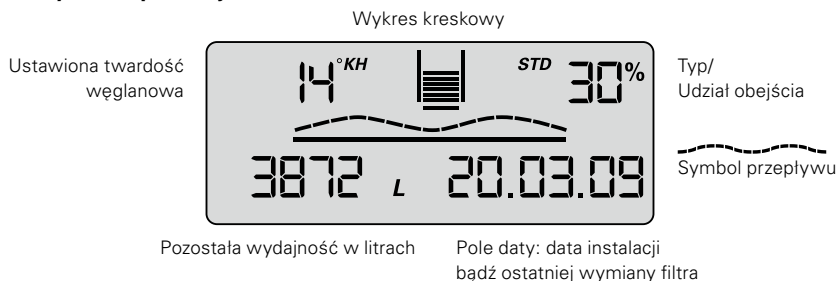 Wykres kreskowy
Ustawiona twardość
węglanowa
14 °KH
STD 30%
Typ/
Udział obejścia
3872 L 20.03.09
Symbol przepływu
Pozostała wydajność w litrach
Pole daty: data instalacji
bądź ostatniej wymiany filtra